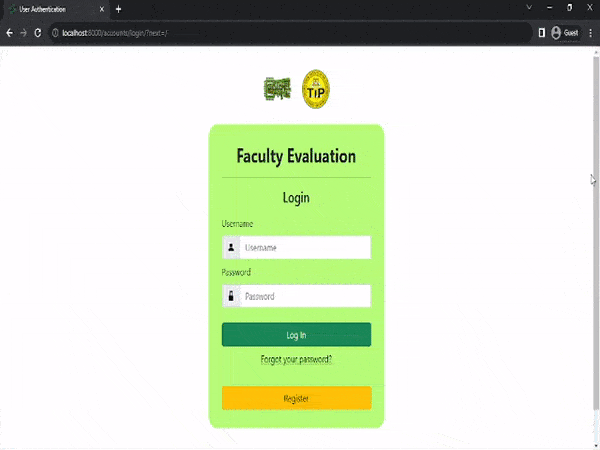 User Authentication
localhost:8000/accounts/login/?next=/
Guest
TIP
Faculty Evaluation
Login
Username
Username
Password
Password
Log In
Forgot your password?
Register